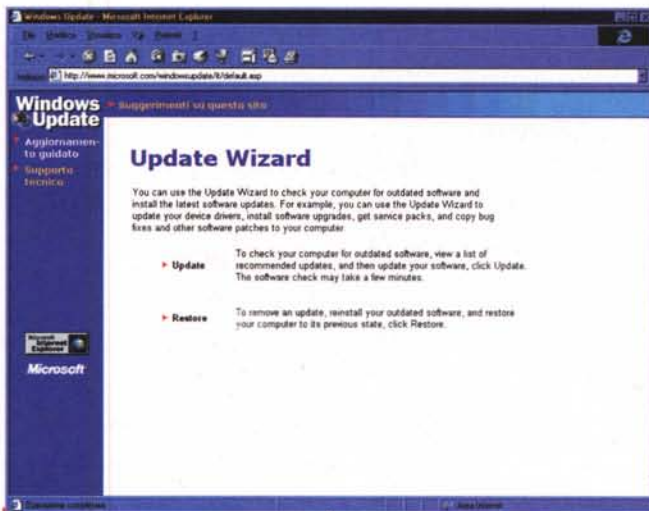 Windows Update - Microsoft Internet Explorer
http://www.microsoft.com/windowsupdate/it/default.asp
Windows Update
Suggerimenti su questo sito
Aggiornamen-
to guidato
Supporto
tecnico
Update Wizard
You can use the Update Wizard to check your computer for outdated software and
install the latest software updates. For example, you can use the Update Wizard to
update your device drivers, install software upgrades, get service packs, and copy bug
fixes and other software patches to your computer.
Update
To check your computer for outdated software, view a list of
recommended updates, and then update your software, click Update.
The software check may take a few minutes.
Restore
To remove an update, reinstall your outdated software, and restore
your computer to its previous state, click Restore.
Microsoft
Internet
Explorer
Microsoft